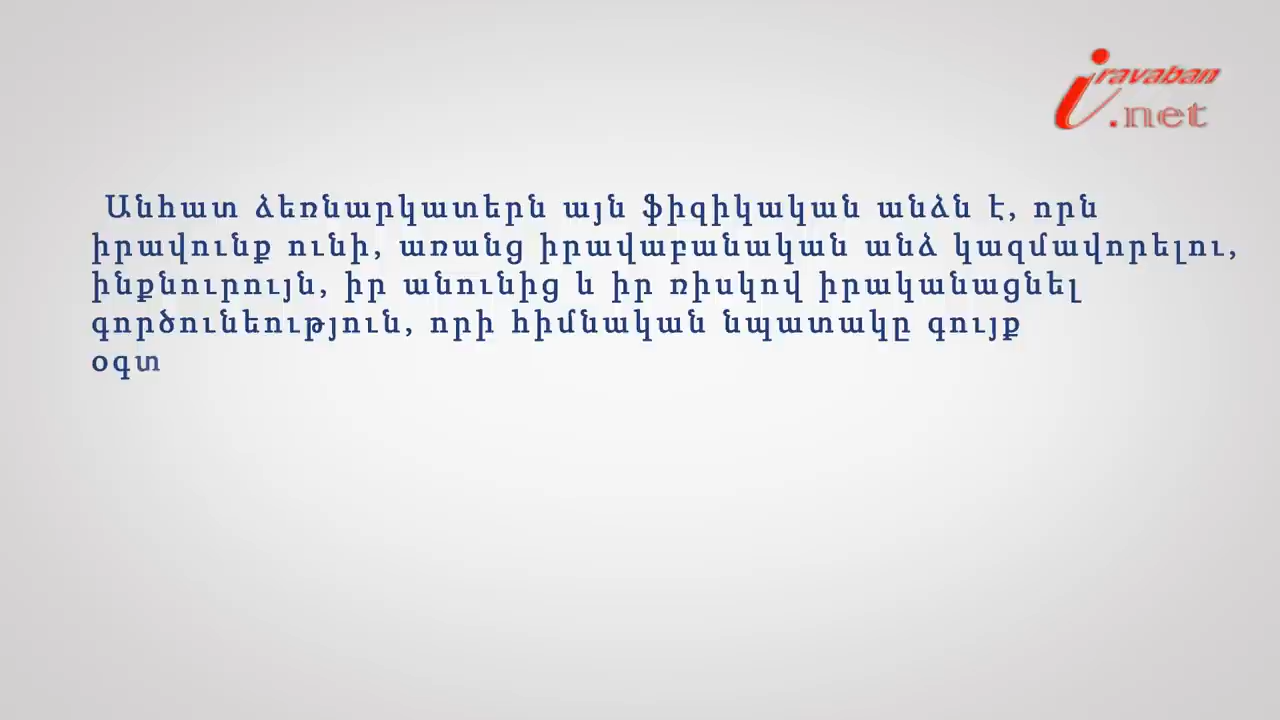 iravaban
.net
Անհատ ձեռնարկատերն այն ֆիզիկական անձն է, որն
իրավունք ունի, առանց իրավաբանական անձ կազմավորելու,
ինքնուրույն, իր անունից և իր ռիսկով իրականացնել
գործունեություն, որի հիմնական նպատակը գույք
օգտ